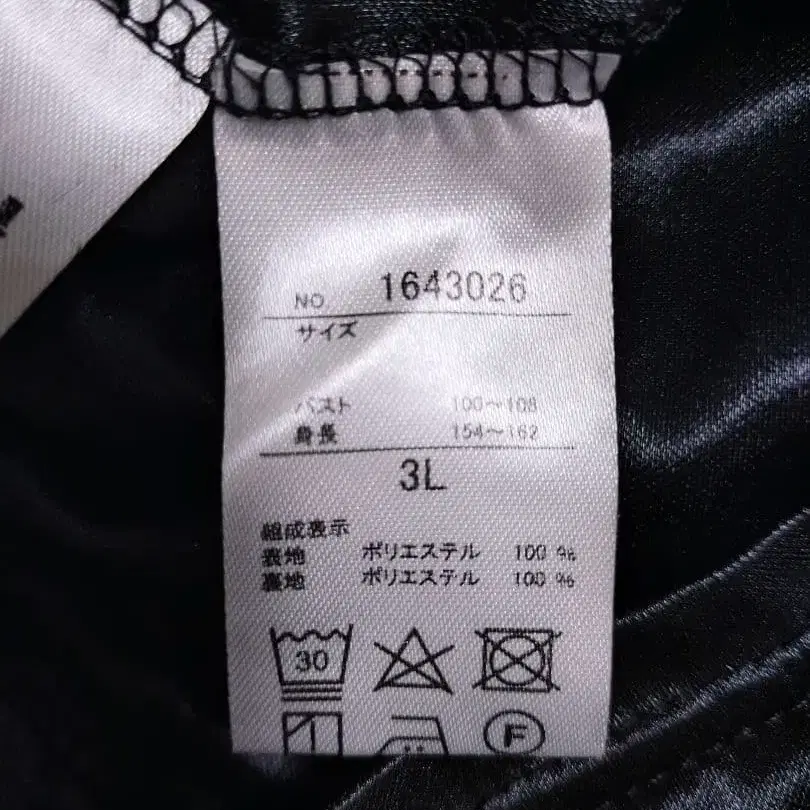 NO 1643026
サイズ
バスト 100～108
身長 154～162
3L
組成表示
表地 ポリエステル 100 %
裏地 ポリエステル 100 %
30
F